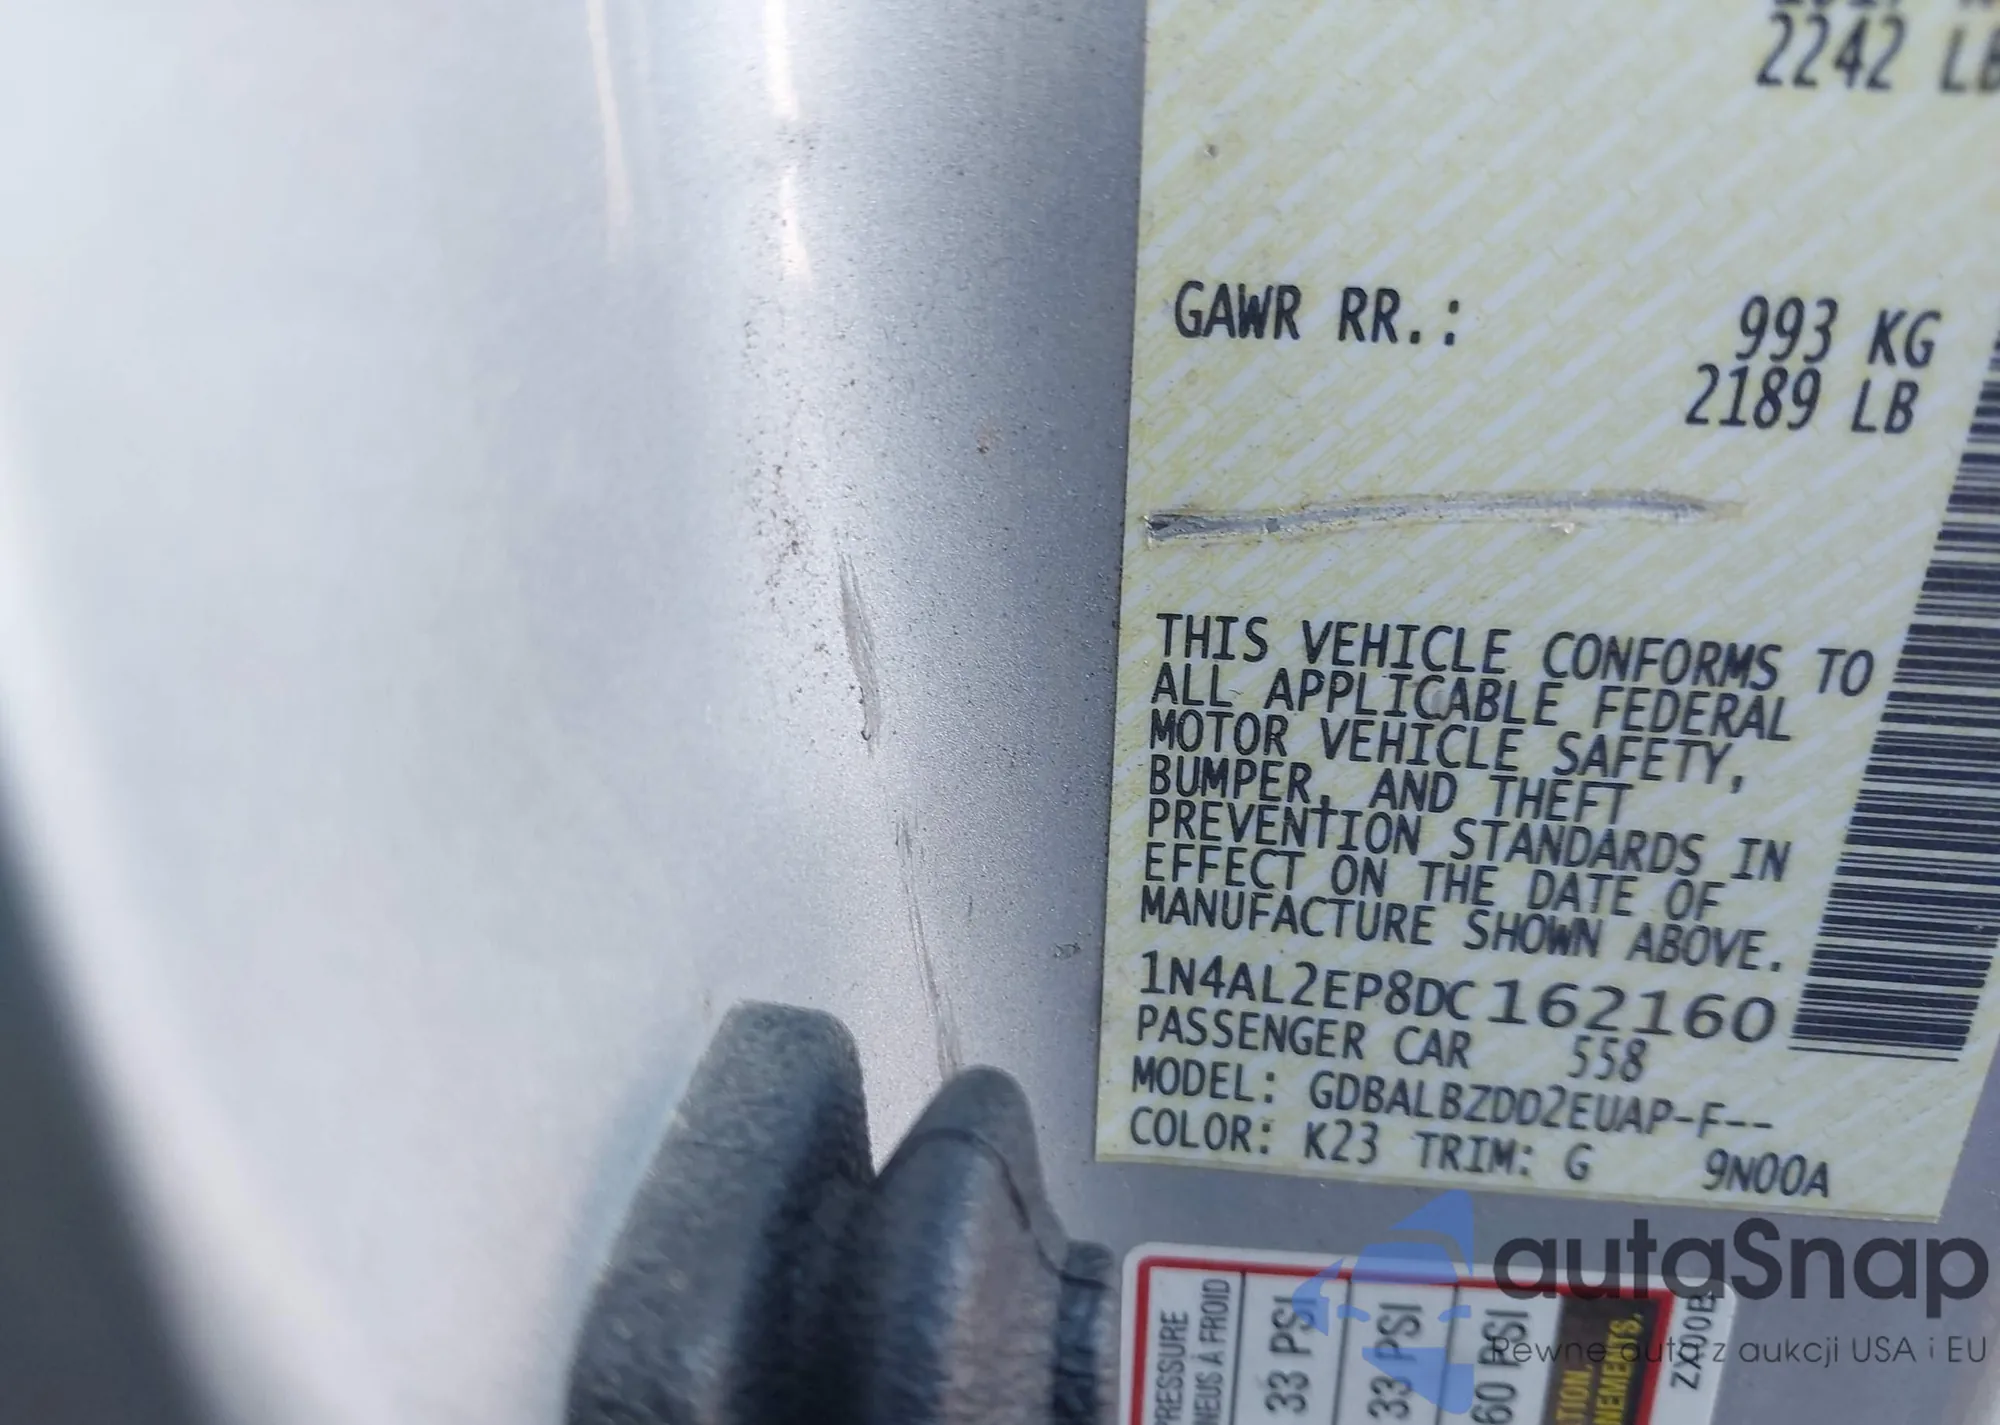 2242 LB
GAWR RR.: 993 KG
2189 LB
THIS VEHICLE CONFORMS TO
ALL APPLICABLE FEDERAL
MOTOR VEHICLE SAFETY,
BUMPER, AND THEFT
PREVENTION STANDARDS IN
EFFECT ON THE DATE OF
MANUFACTURE SHOWN ABOVE.
1N4AL2EP8DC162160
PASSENGER CAR 558
MODEL: GDBALBZDD2EUAP-F--
COLOR: K23 TRIM: G 9N00A
PRESSURE
33 PSI
33 PSI
60 PSI
ZX00B
autaSnap
Pewne auta z aukcji USA i EU